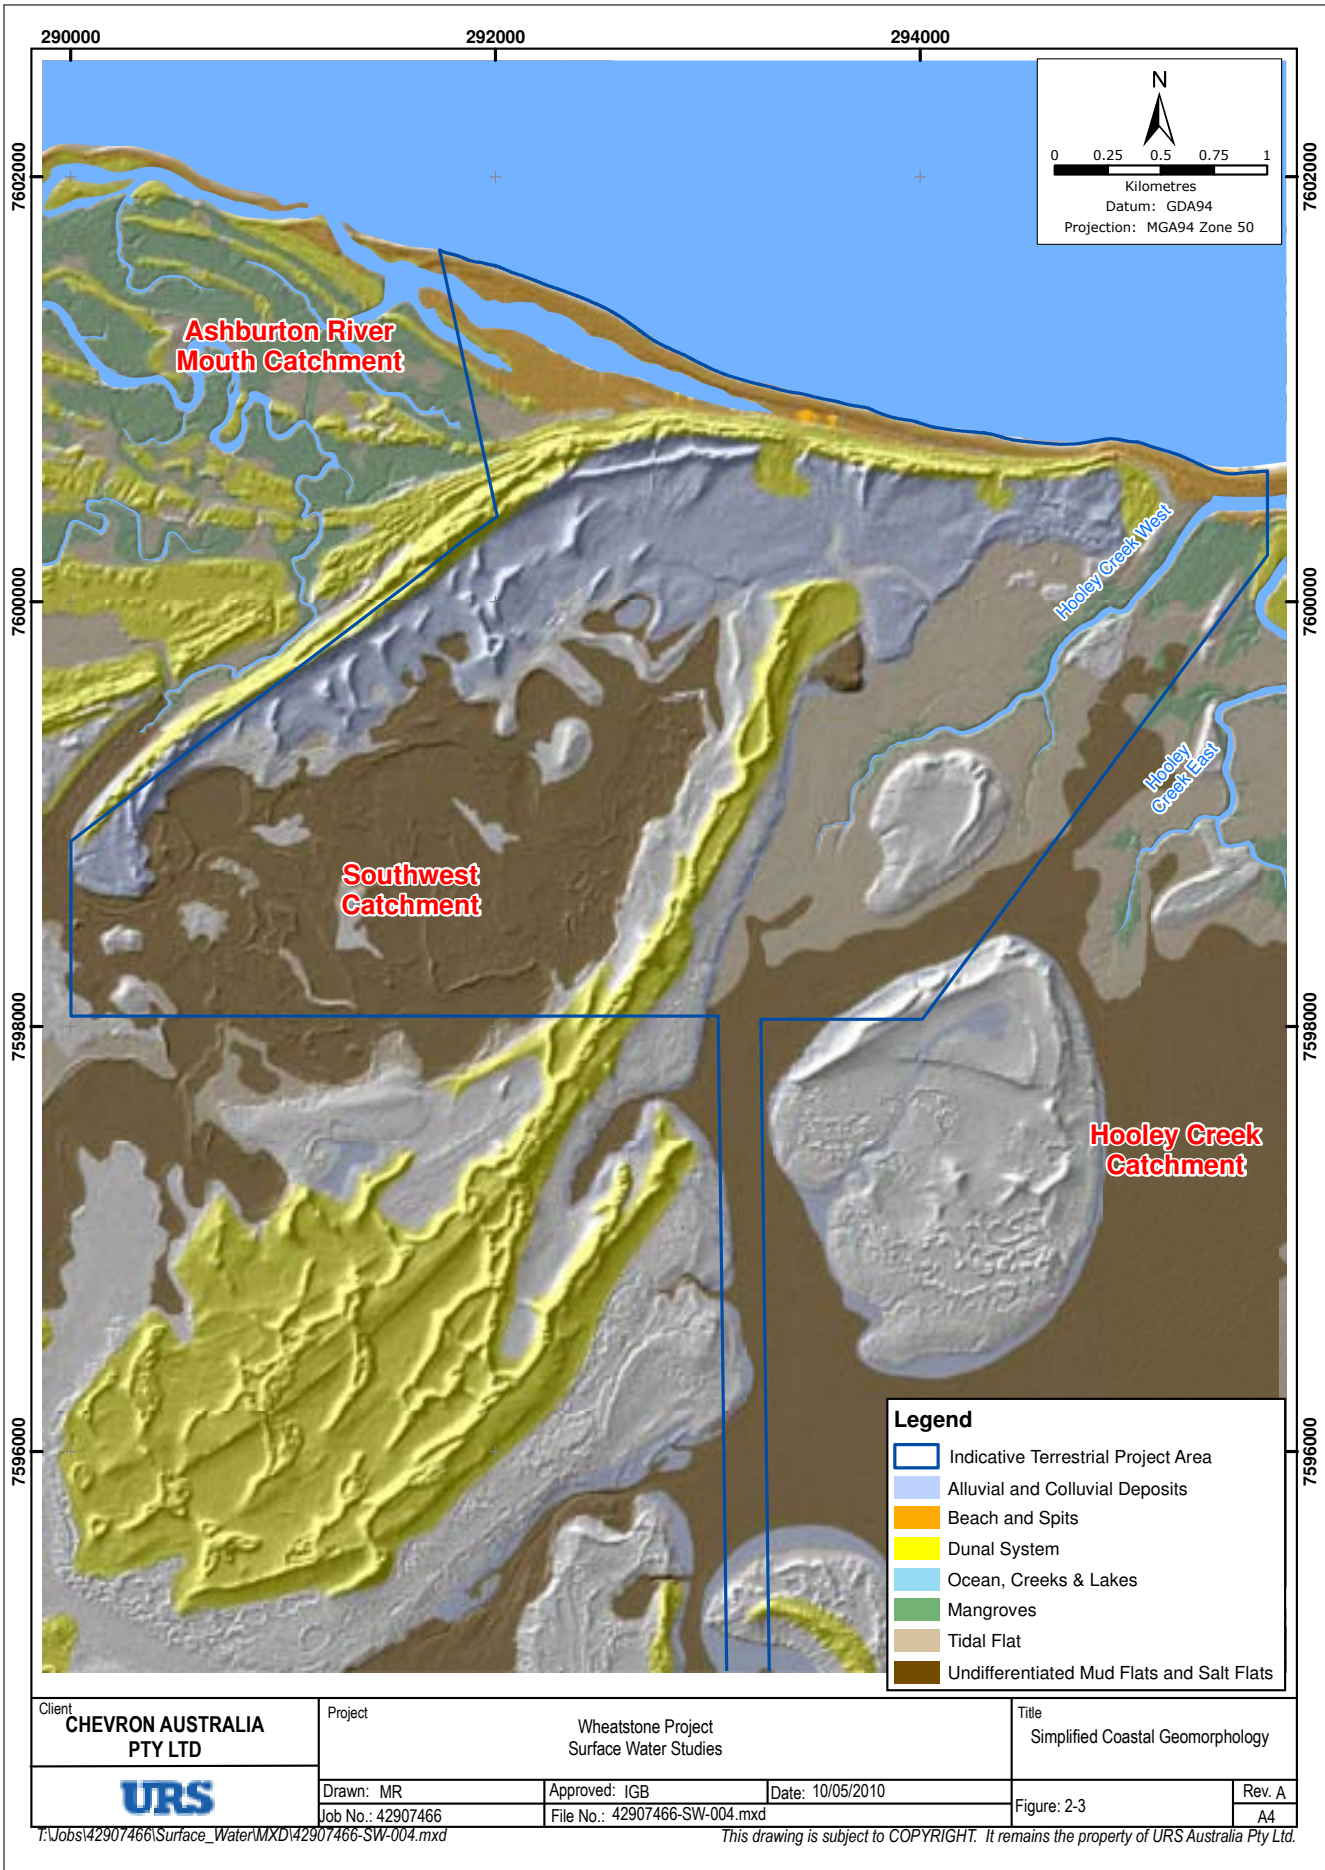 290000
292000
294000
N
0 0.25 0.5 0.75 1
Kilometres
Datum: GDA94
Projection: MGA94 Zone 50
7602000
7602000
Ashburton River
Mouth Catchment
Hooley Creek West
7600000
7600000
Hooley
Creek East
Southwest
Catchment
7598000
7598000
Hooley Creek
Catchment
7596000
7596000
Legend
Indicative Terrestrial Project Area
Alluvial and Colluvial Deposits
Beach and Spits
Dunal System
Ocean, Creeks & Lakes
Mangroves
Tidal Flat
Undifferentiated Mud Flats and Salt Flats
Client
CHEVRON AUSTRALIA
PTY LTD
Project
Wheatstone Project
Surface Water Studies
Title
Simplified Coastal Geomorphology
URS
Drawn: MR
Approved: IGB
Date: 10/05/2010
Job No.: 42907466
File No.: 42907466-SW-004.mxd
Figure: 2-3
Rev. A
A4
T:\Jobs\42907466\Surface_Water\MXD\42907466-SW-004.mxd
This drawing is subject to COPYRIGHT. It remains the property of URS Australia Pty Ltd.